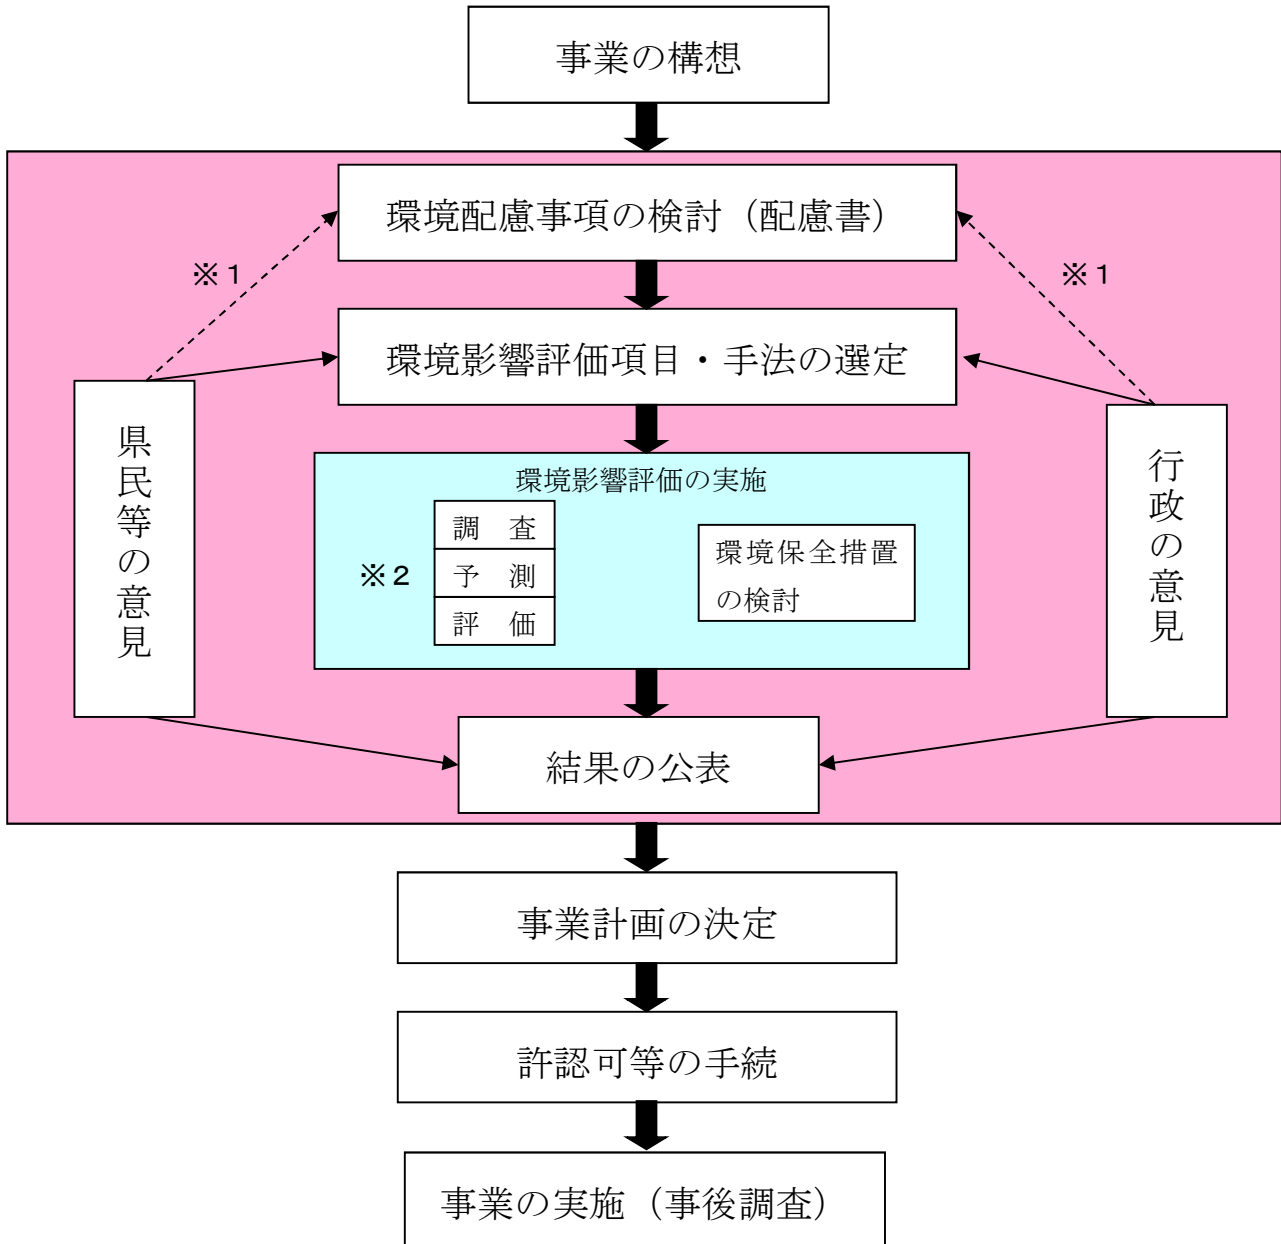 事業の構想
環境配慮事項の検討（配慮書）
※１
※１
環境影響評価項目・手法の選定
県民等の意見
行政の意見
環境影響評価の実施
調　査
※２
予　測
評　価
環境保全措置
の検討
結果の公表
事業計画の決定
許認可等の手続
事業の実施（事後調査）